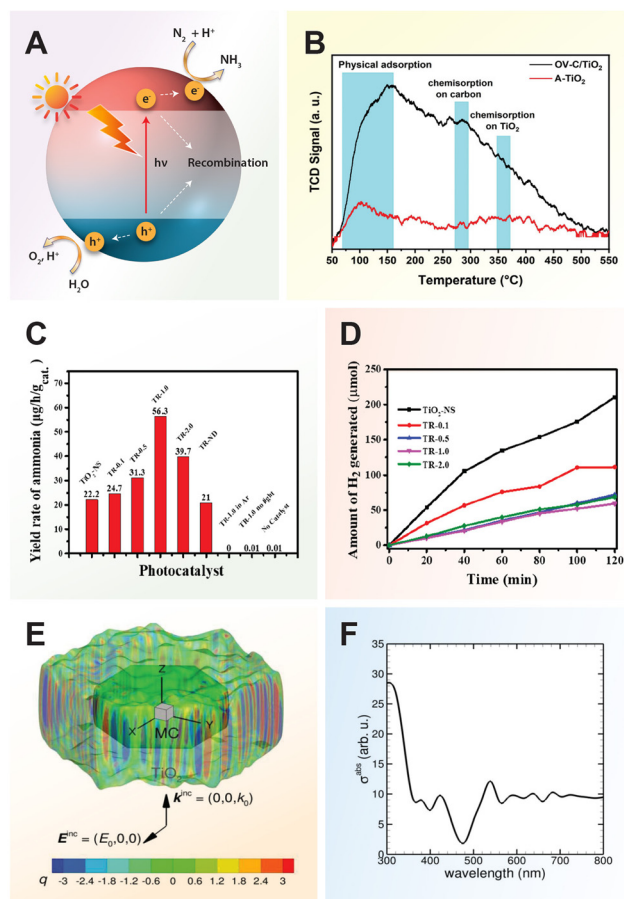 A
N₂ + H⁺
NH₃
e⁻
e⁻
hν
Recombination
h⁺
h⁺
O₂, H⁺
H₂O
B
Physical adsorption
OV-C/TiO₂
A-TiO₂
chemisorption
on carbon
chemisorption
on TiO₂
TCD Signal (a. u.)
50 100 150 200 250 300 350 400 450 500 550
Temperature (°C)
C
Yield rate of ammonia (μg/h/gcat.)
70
60
50
40
30
20
10
0
TiO₂-NS
TR-0.1
TR-0.5
TR-1.0
TR-2.0
TR-ND
TR-1.0 in Ar
TR-1.0 no light
No Catalyst
22.2
24.7
31.3
56.3
39.7
21
0
0.01
0.01
Photocatalyst
D
Amount of H₂ generated (μmol)
250
200
150
100
50
0
TiO₂-NS
TR-0.1
TR-0.5
TR-1.0
TR-2.0
0 20 40 60 80 100 120
Time (min)
E
Z
X
Y
MC
kⁱⁿᶜ = (0,0,k₀)
Eⁱⁿᶜ = (E₀,0,0)
q -3 -2.4 -1.8 -1.2 -0.6 0 0.6 1.2 1.8 2.4 3
F
σᵃᵇˢ (arb. u.)
35
30
25
20
15
10
5
0
300 400 500 600 700 800
wavelength (nm)